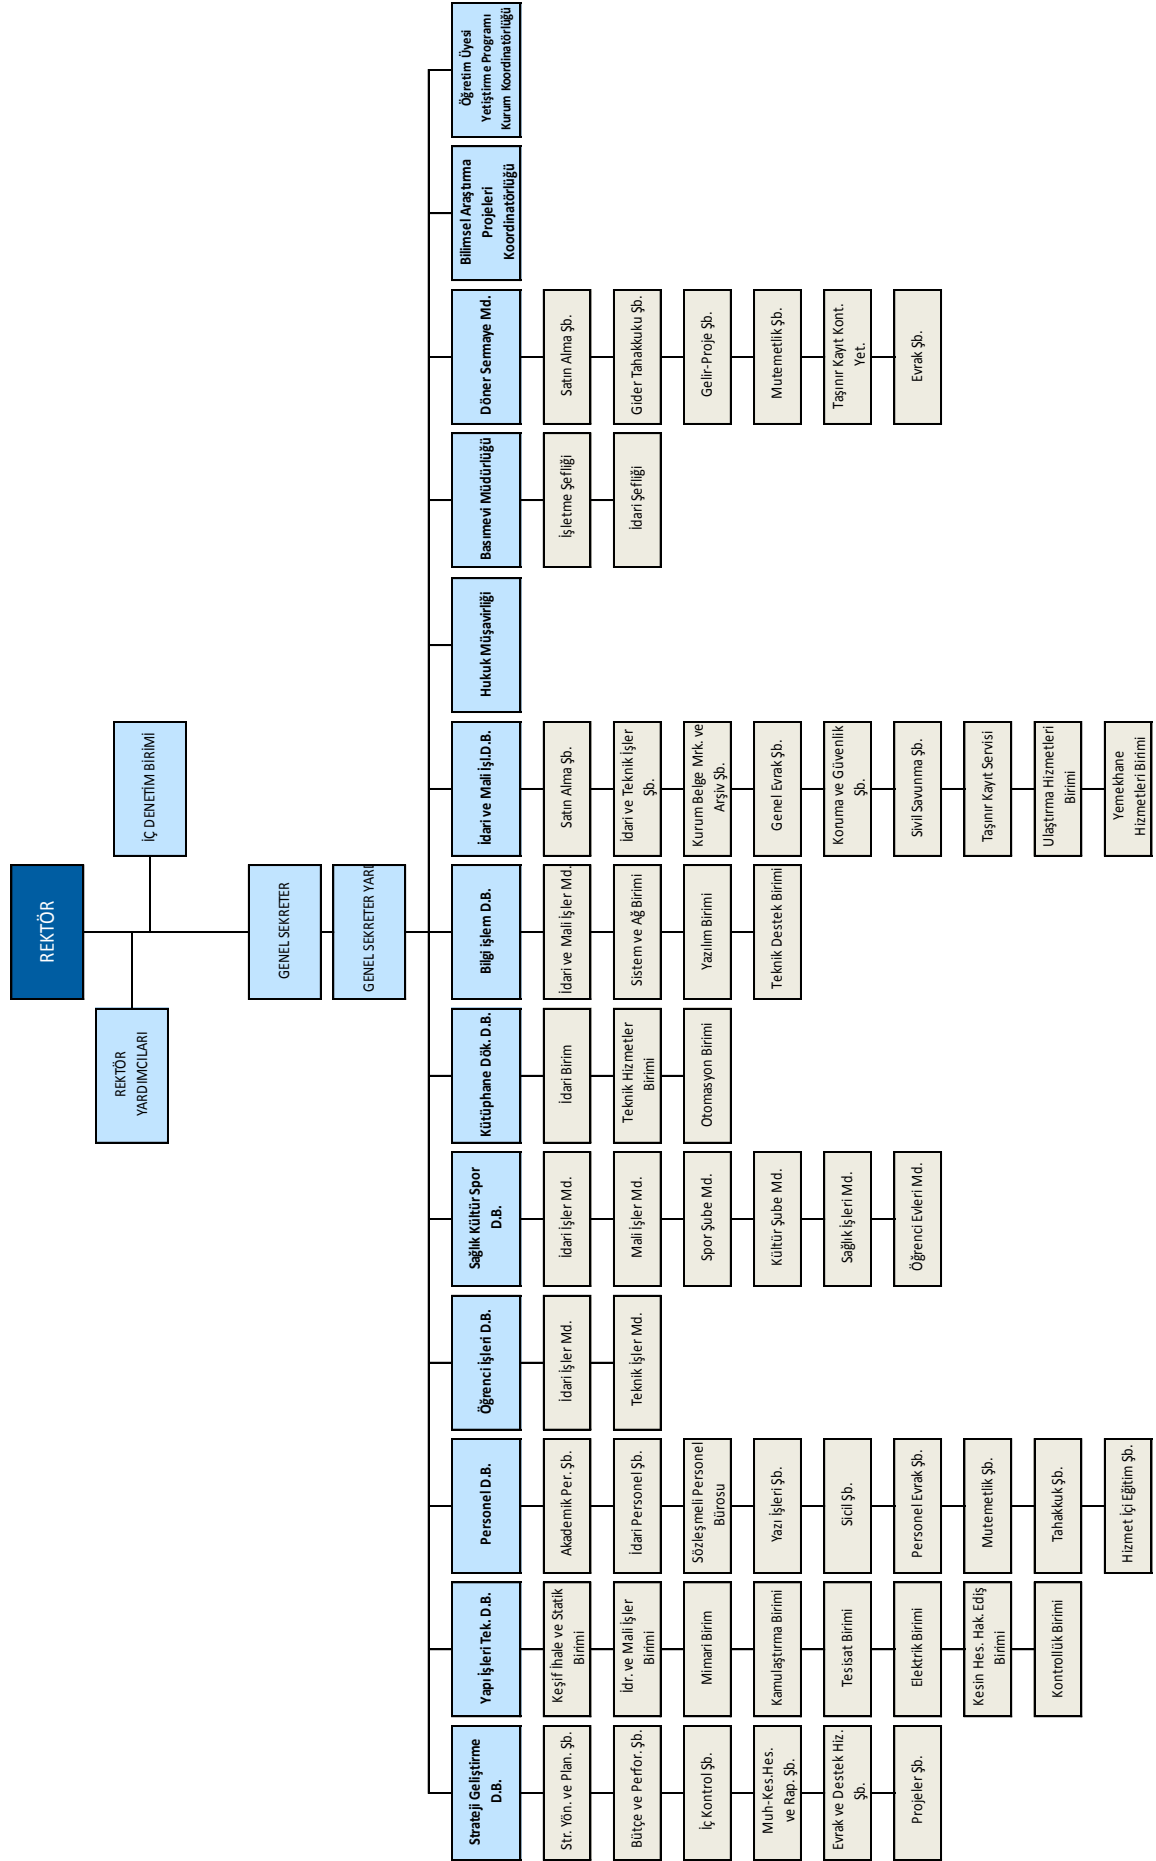 REKTÖR
REKTÖR
YARDIMCILARI
İÇ DENETİM BİRİMİ
GENEL SEKRETER
GENEL SEKRETER YARD
Strateji Geliştirme
D.B.
Str. Yön. ve Plan. Şb.
Bütçe ve Perfor. Şb.
İç Kontrol Şb.
Muh-Kes.Hes.
ve Rap. Şb.
Evrak ve Destek Hiz.
Şb.
Projeler Şb.
Yapı İşleri Tek. D.B.
Keşif İhale ve Statik
Birimi
İdr. ve Mali İşler
Birimi
Mimari Birim
Kamulaştırma Birimi
Tesisat Birimi
Elektrik Birimi
Kesin Hes. Hak. Ediş
Birimi
Kontrollük Birimi
Personel D.B.
Akademik Per. Şb.
İdari Personel Şb.
Sözleşmeli Personel
Bürosu
Yazı İşleri Şb.
Sicil Şb.
Personel Evrak Şb.
Mutemetlik Şb.
Tahakkuk Şb.
Hizmet İçi Eğitim Şb.
Öğrenci İşleri D.B.
İdari İşler Md.
Teknik İşler Md.
Sağlık Kültür Spor
D.B.
İdari İşler Md.
Mali İşler Md.
Spor Şube Md.
Kültür Şube Md.
Sağlık İşleri Md.
Öğrenci Evleri Md.
Kütüphane Dök. D.B.
İdari Birim
Teknik Hizmetler
Birimi
Otomasyon Birimi
Bilgi işlem D.B.
İdari ve Mali İşler Md.
Sistem ve Ağ Birimi
Yazılım Birimi
Teknik Destek Birimi
İdari ve Mali İşl.D.B.
Satın Alma Şb.
İdari ve Teknik İşler
Şb.
Kurum Belge Mrk. ve
Arşiv Şb.
Genel Evrak Şb.
Koruma ve Güvenlik
Şb.
Sivil Savunma Şb.
Taşınır Kayıt Servisi
Ulaştırma Hizmetleri
Birimi
Yemekhane
Hizmetleri Birimi
Hukuk Müşavirliği
Basımevi Müdürlüğü
İşletme Şefliği
İdari Şefliği
Döner Sermaye Md.
Satın Alma Şb.
Gider Tahakkuku Şb.
Gelir-Proje Şb.
Mutemetlik Şb.
Taşınır Kayıt Kont.
Yet.
Evrak Şb.
Bilimsel Araştırma
Projeleri
Koordinatörlüğü
Öğretim Üyesi
Yetiştirme Programı
Kurum Koordinatörlüğü